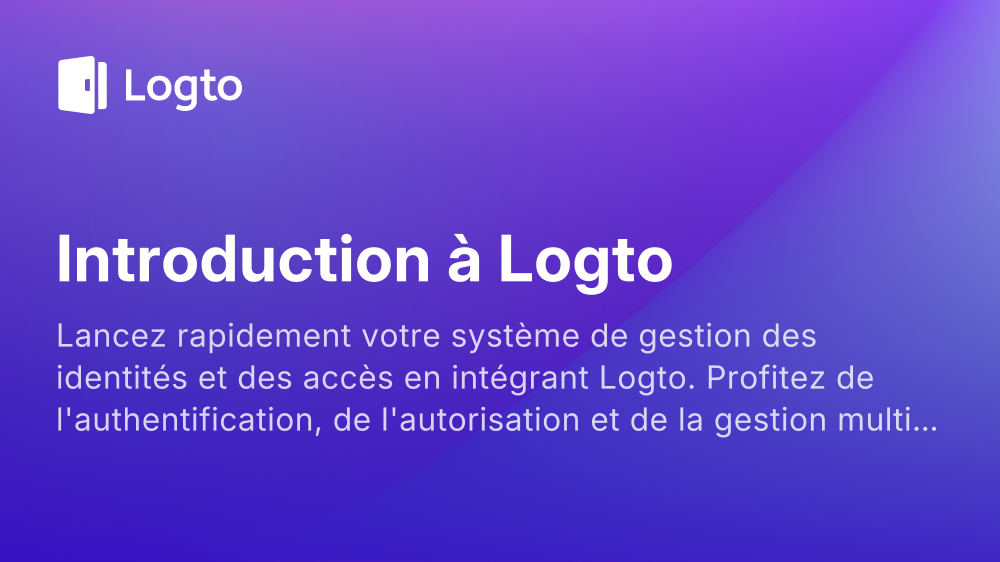 Logto
Introduction à Logto
Lancez rapidement votre système de gestion des
identités et des accès en intégrant Logto. Profitez de
l'authentification, de l'autorisation et de la gestion multi...